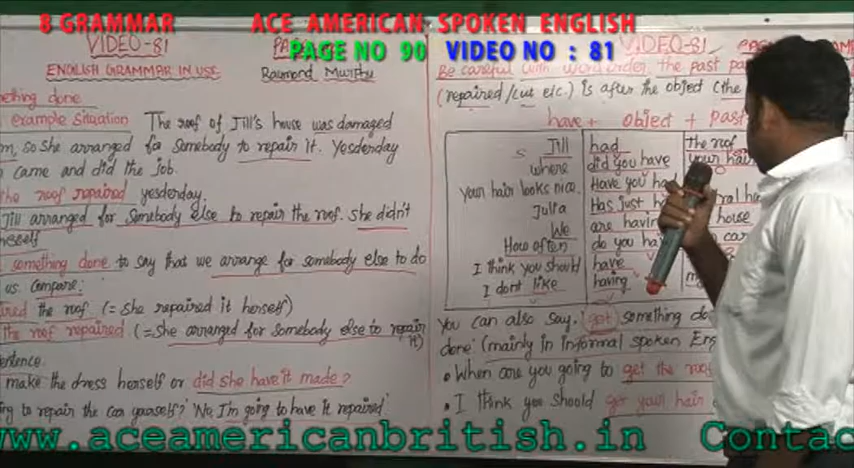 8 GRAMMAR
ACE AMERICAN SPOKEN ENGLISH
PAGE NO 90 VIDEO NO : 81
VIDEO-81
ENGLISH GRAMMAR IN USE
Raymond Murphy
something done
example situation The roof of Jill's house was damaged
so she arranged for somebody to repair it. Yesterday
came and did the job.
the roof repaired yesterday.
Jill arranged for somebody else to repair the roof. She didn't
something done to say that we arrange for somebody else to do
us. Compare:
the roof (= she repaired it herself)
the roof repaired (= she arranged for somebody else to repair it)
make the dress herself or did she have it made?
to repair the car yourself? 'No, I'm going to have it repaired'.
VIDEO-81
Be careful with word order, the past
(repaired/cut etc.) is after the object (the
have + object + past
Jill had the roof
where did you have your hair
your hair looks nice. Have you had
Julia Has just had
We are having house
How often do you have
I think you should have
I dont like having
You can also say, 'get something
done' (mainly in informal spoken
• When are you going to get the roof
• I think you should get your hair
www.aceamericanbritish.in